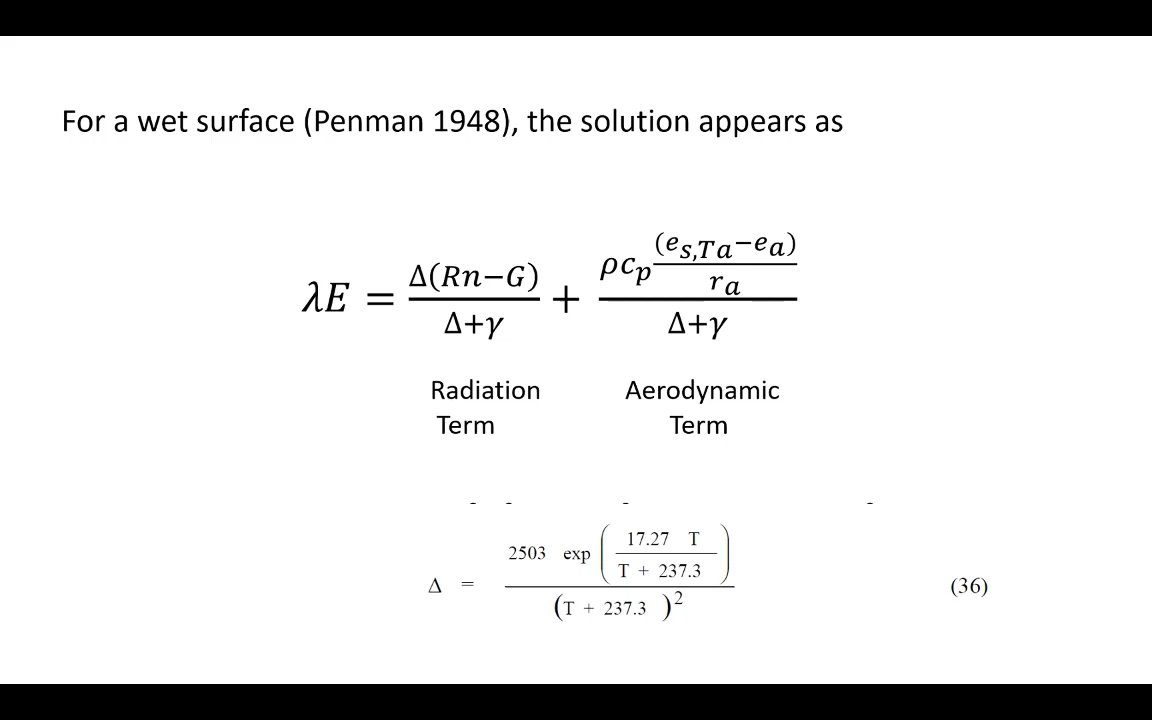 For a wet surface (Penman 1948), the solution appears as
λE = Δ(Rn−G)/(Δ+γ) + ρc_p((e_{s,Ta}−e_a)/r_a)/(Δ+γ)
Radiation Term
Aerodynamic Term
Δ = 2503 exp(17.27 T/(T + 237.3))/(T + 237.3)² (36)